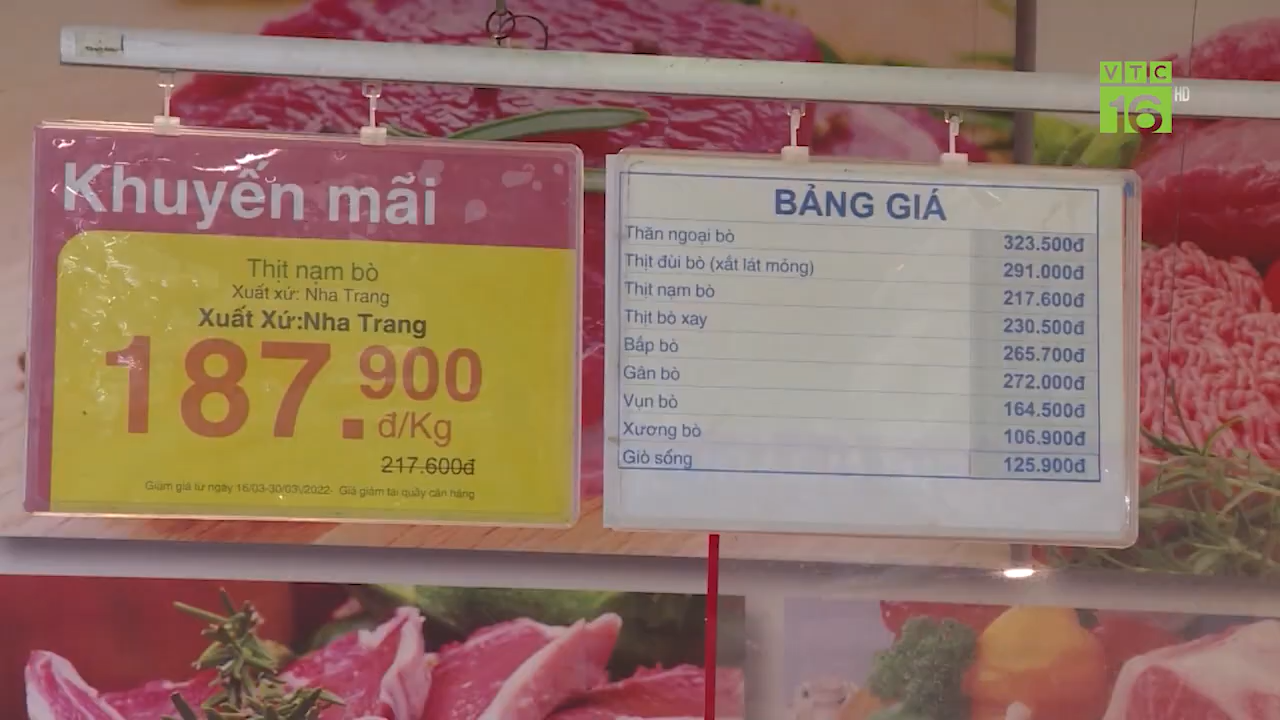 VTC
16 HD
Khuyến mãi
Thịt nạm bò
Xuất xứ: Nha Trang
Xuất Xứ:Nha Trang
187.900
đ/Kg
217.600đ
Giảm giá từ ngày 16/03-30/03\/2022- Giá giảm tại quầy cân hàng
BẢNG GIÁ
Thăn ngoại bò 323.500đ
Thịt đùi bò (xắt lát mỏng) 291.000đ
Thịt nạm bò 217.600đ
Thịt bò xay 230.500đ
Bắp bò 265.700đ
Gân bò 272.000đ
Vụn bò 164.500đ
Xương bò 106.900đ
Giò sống 125.900đ